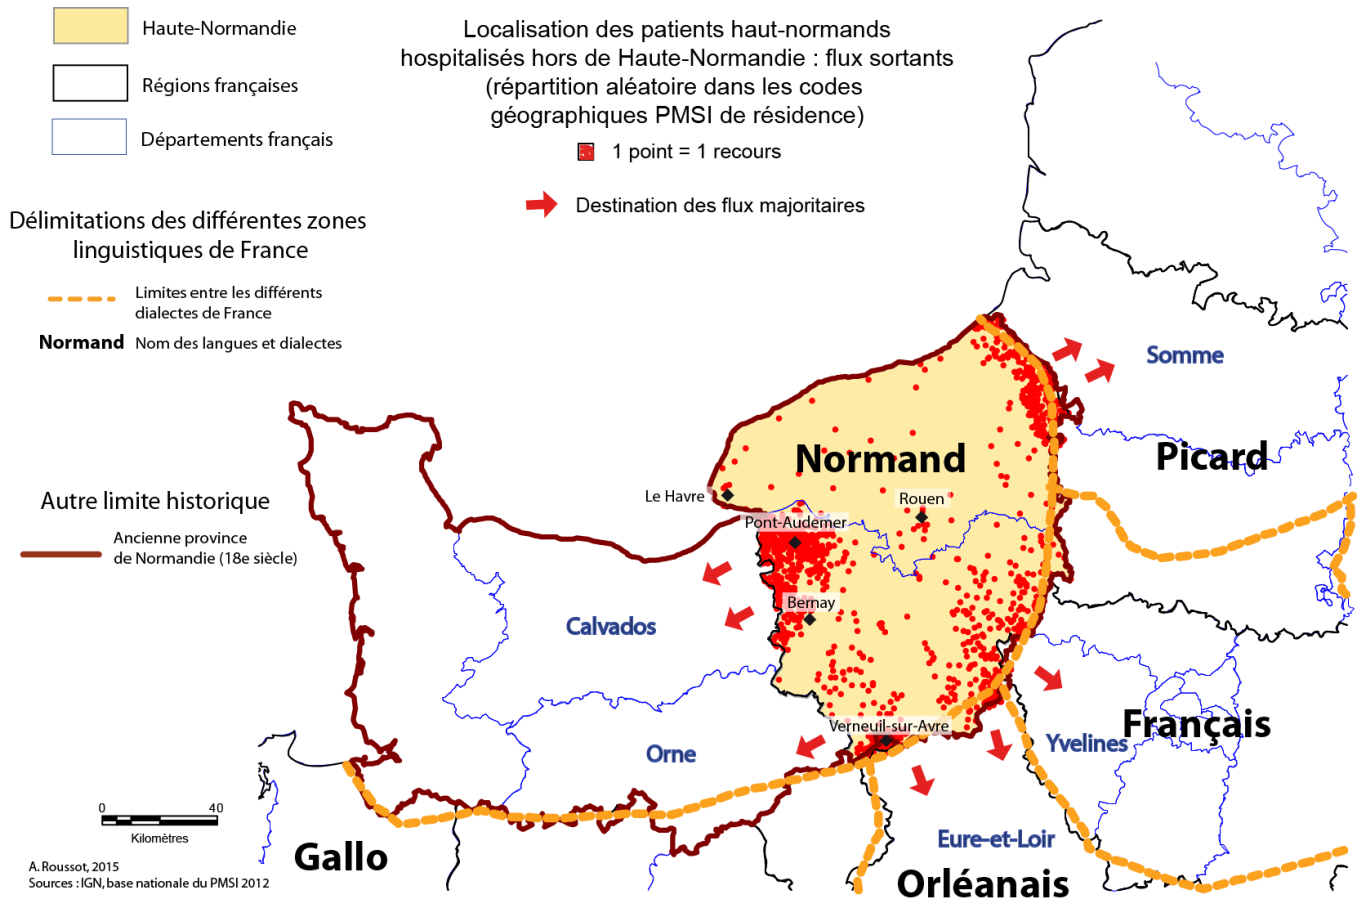 Haute-Normandie
Régions françaises
Départements français
Localisation des patients haut-normands
hospitalisés hors de Haute-Normandie : flux sortants
(répartition aléatoire dans les codes
géographiques PMSI de résidence)
1 point = 1 recours
Destination des flux majoritaires
Délimitations des différentes zones
linguistiques de France
Limites entre les différents
dialectes de France
Normand Nom des langues et dialectes
Autre limite historique
Ancienne province
de Normandie (18e siècle)
Somme
Normand
Picard
Le Havre
Rouen
Pont-Audemer
Bernay
Calvados
Verneuil-sur-Avre
Français
Yvelines
Orne
Eure-et-Loir
Gallo
Orléanais
0 40
Kilomètres
A. Roussot, 2015
Sources : IGN, base nationale du PMSI 2012